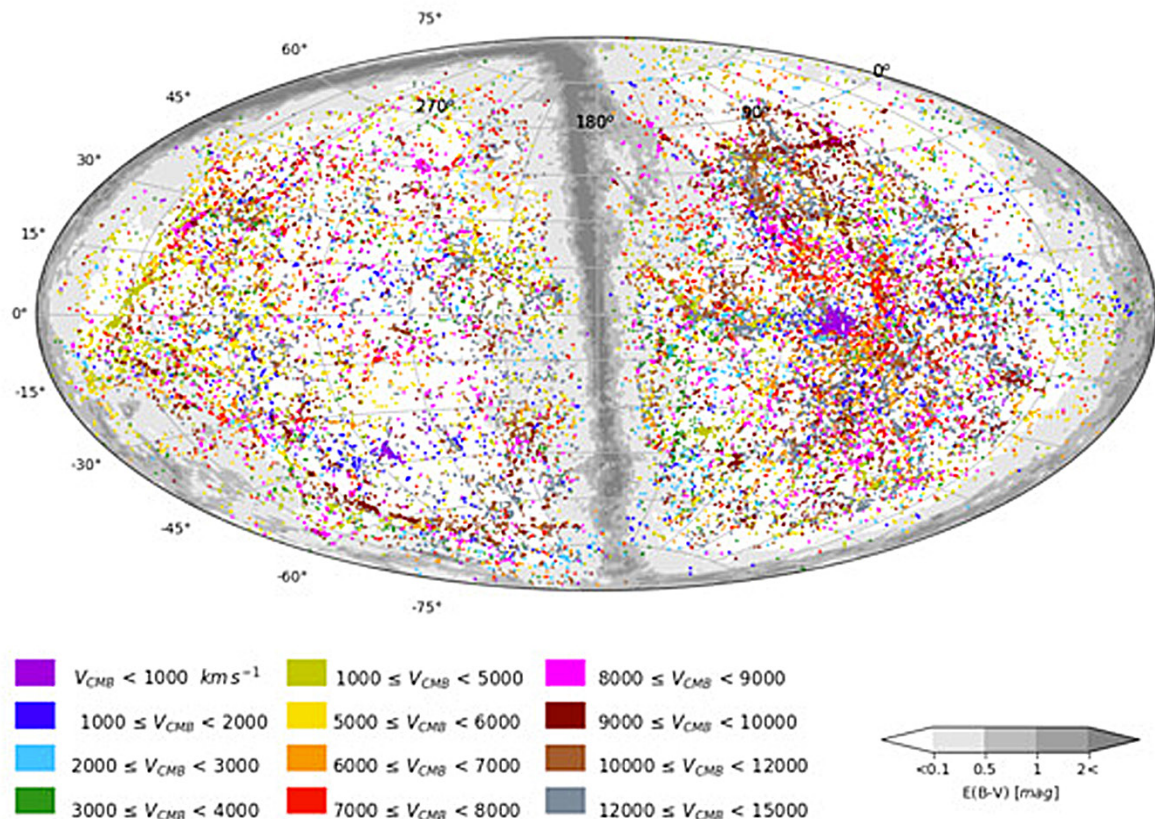 75°
60°
0°
45°
270°
90°
180°
30°
15°
0°
-15°
-30°
-45°
-60°
-75°
V_CMB < 1000 km s⁻¹
1000 ≤ V_CMB < 5000
8000 ≤ V_CMB < 9000
1000 ≤ V_CMB < 2000
5000 ≤ V_CMB < 6000
9000 ≤ V_CMB < 10000
2000 ≤ V_CMB < 3000
6000 ≤ V_CMB < 7000
10000 ≤ V_CMB < 12000
<0.1 0.5 1 2<
3000 ≤ V_CMB < 4000
7000 ≤ V_CMB < 8000
12000 ≤ V_CMB < 15000
E(B-V) [mag]